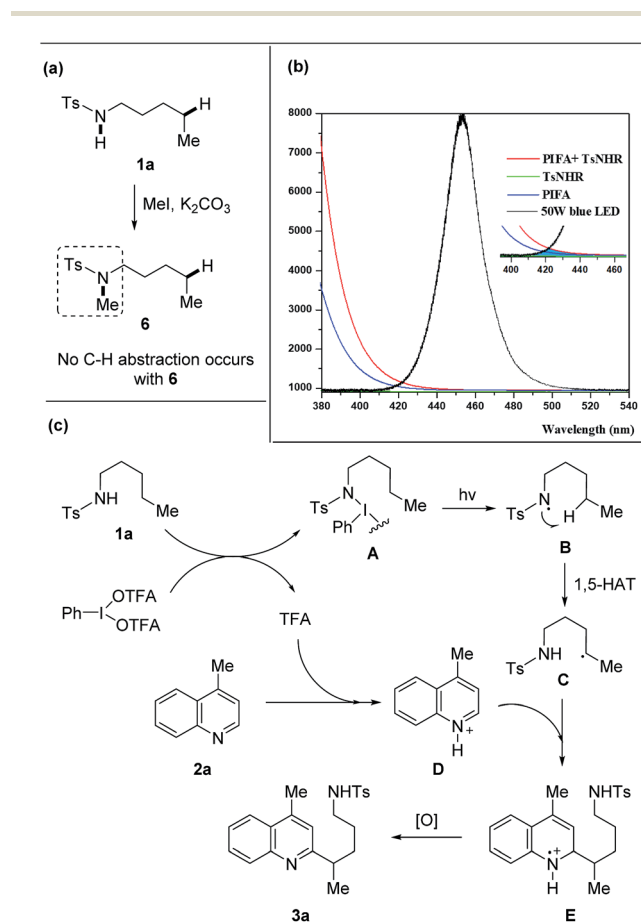 (a)
Ts
N
H
H
Me
1a
MeI, K2CO3
Ts
N
Me
H
Me
6
No C-H abstraction occurs
with 6
(b)
8000
7000
6000
5000
4000
3000
2000
1000
PIFA+ TsNHR
TsNHR
PIFA
50W blue LED
400 420 440 460
380 400 420 440 460 480 500 520 540
Wavelength (nm)
(c)
Ts
NH
Me
1a
Ph I
OTFA
OTFA
Ts
N
Ph
I
Me
A
hν
Ts
N
H
Me
B
1,5-HAT
TFA
Ts
NH
Me
C
Me
N
2a
Me
N
H
+
D
Me
NHTs
N
Me
3a
[O]
Me
NHTs
N
H
+
Me
E